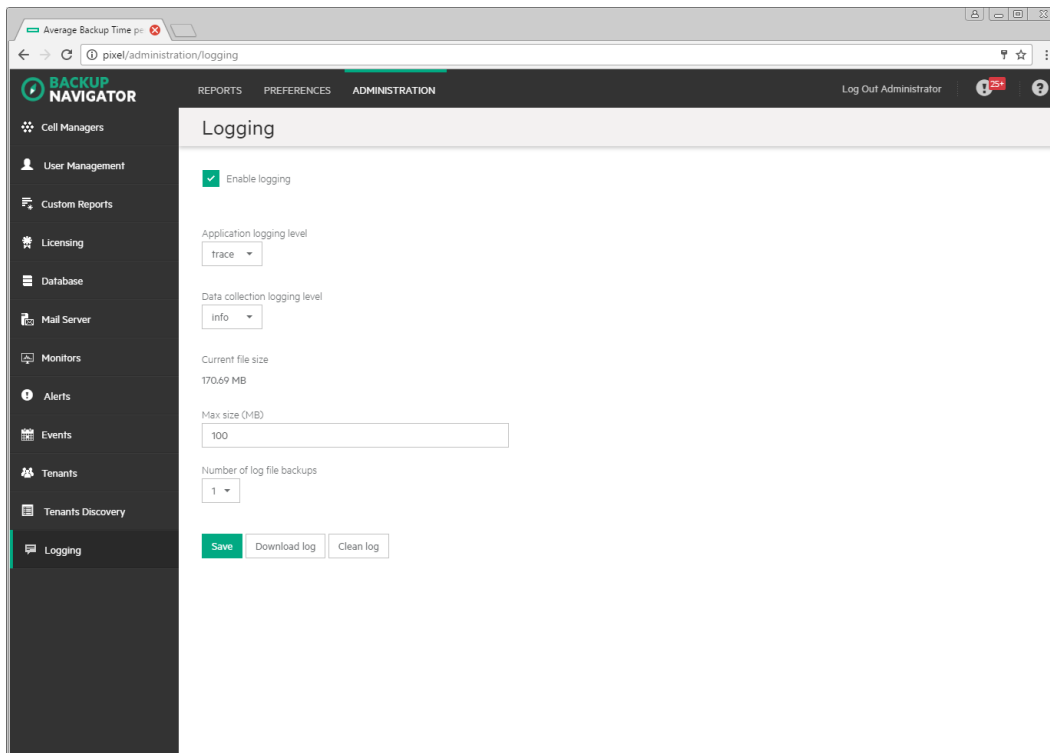 Average Backup Time pe
pixel/administration/logging
BACKUP
NAVIGATOR
REPORTS PREFERENCES ADMINISTRATION Log Out Administrator 25+ ?
Cell Managers
User Management
Custom Reports
Licensing
Database
Mail Server
Monitors
Alerts
Events
Tenants
Tenants Discovery
Logging
Logging
Enable logging
Application logging level
trace
Data collection logging level
info
Current file size
170.69 MB
Max size (MB)
100
Number of log file backups
1
Save Download log Clean log